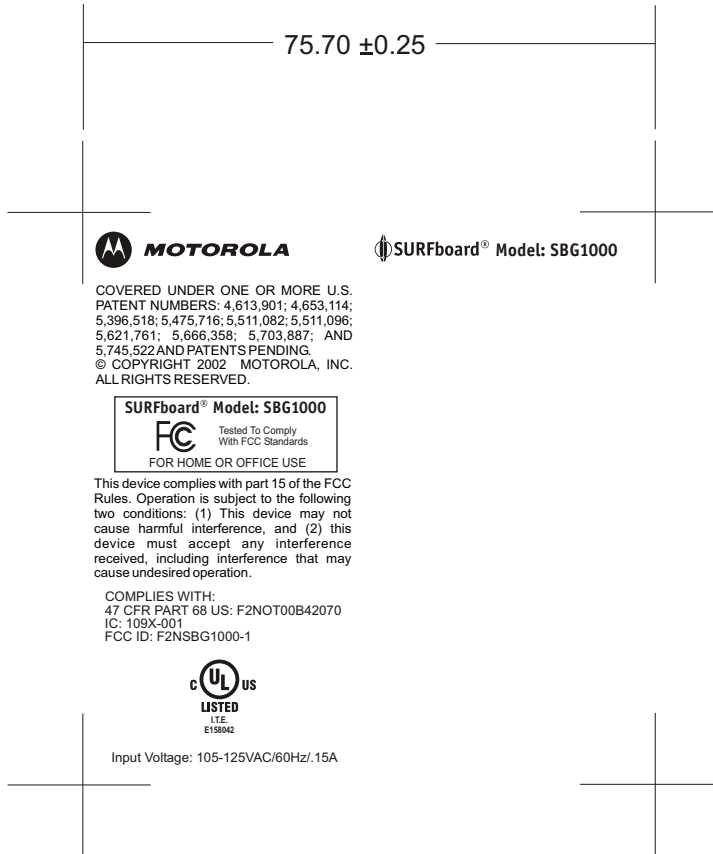 75.70 ±0.25
MOTOROLA
SURFboard® Model: SBG1000
COVERED UNDER ONE OR MORE U.S.
PATENT NUMBERS: 4,613,901; 4,653,114;
5,396,518; 5,475,716; 5,511,082; 5,511,096;
5,621,761; 5,666,358; 5,703,887; AND
5,745,522 AND PATENTS PENDING.
© COPYRIGHT 2002 MOTOROLA, INC.
ALL RIGHTS RESERVED.
SURFboard® Model: SBG1000
FC Tested To Comply
With FCC Standards
FOR HOME OR OFFICE USE
This device complies with part 15 of the FCC
Rules. Operation is subject to the following
two conditions: (1) This device may not
cause harmful interference, and (2) this
device must accept any interference
received, including interference that may
cause undesired operation.
COMPLIES WITH:
47 CFR PART 68 US: F2NOT00B42070
IC: 109X-001
FCC ID: F2NSBG1000-1
C UL US
LISTED
I.T.E.
E158042
Input Voltage: 105-125VAC/60Hz/.15A